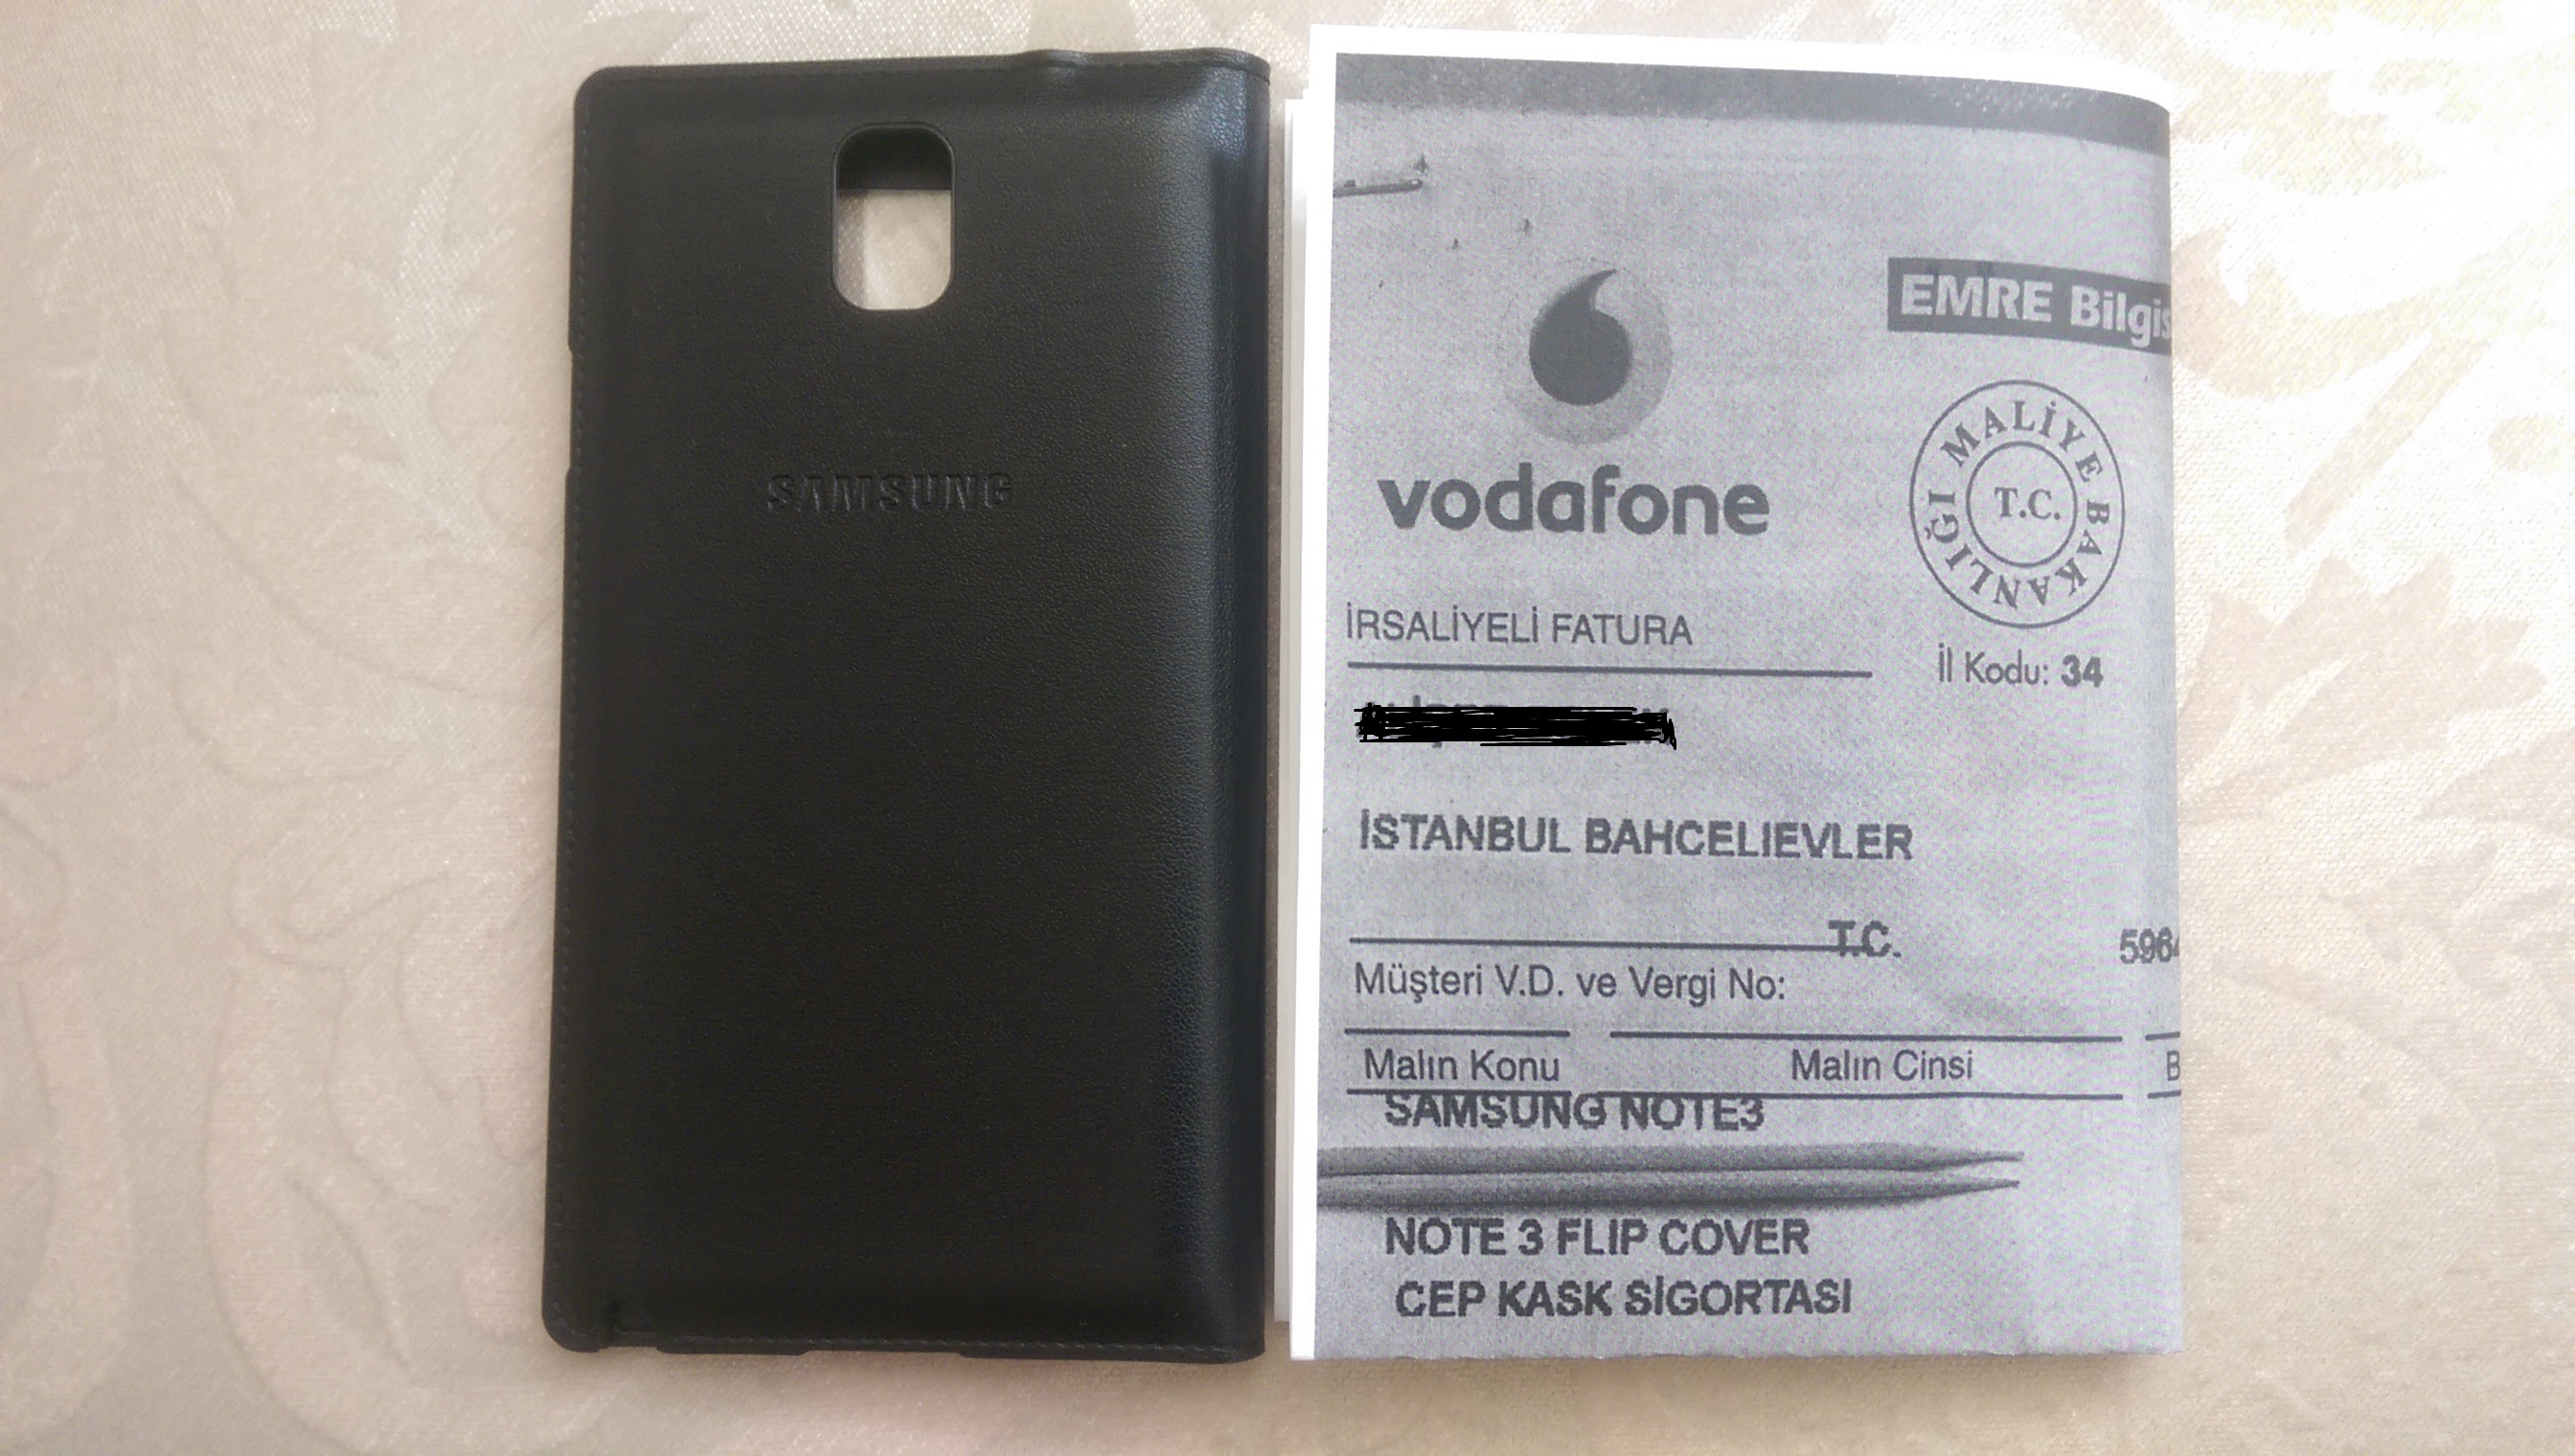 SAMSUNG
EMRE Bilgis
vodafone
MALİYE BAKANLIĞI
T.C.
İRSALİYELİ FATURA
İl Kodu: 34
İSTANBUL BAHCELIEVLER
T.C. 5964
Müşteri V.D. ve Vergi No:
Malın Konu Malın Cinsi B
SAMSUNG NOTE3
NOTE 3 FLIP COVER
CEP KASK SİGORTASI